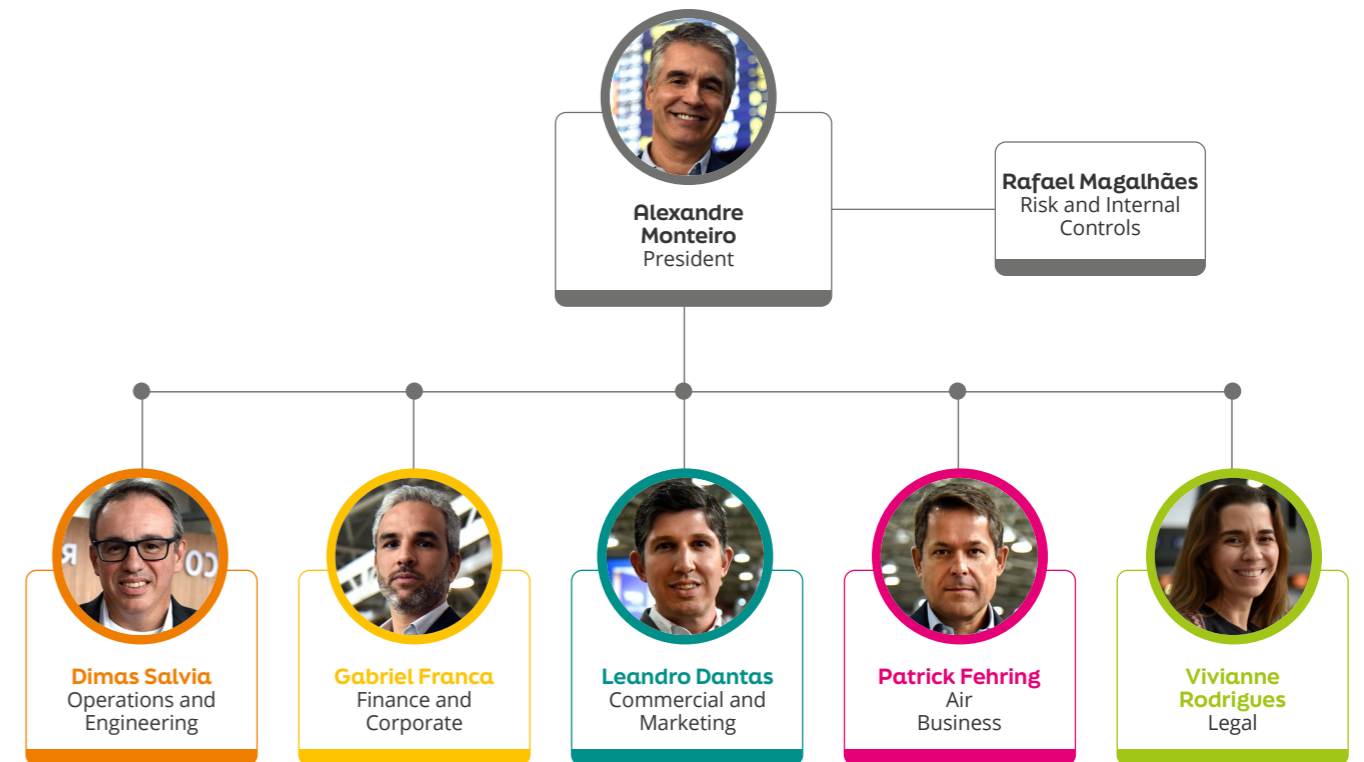 Alexandre
Monteiro
President
Rafael Magalhães
Risk and Internal
Controls
Dimas Salvia
Operations and
Engineering
Gabriel Franca
Finance and
Corporate
Leandro Dantas
Commercial and
Marketing
Patrick Fehring
Air
Business
Vivianne
Rodrigues
Legal